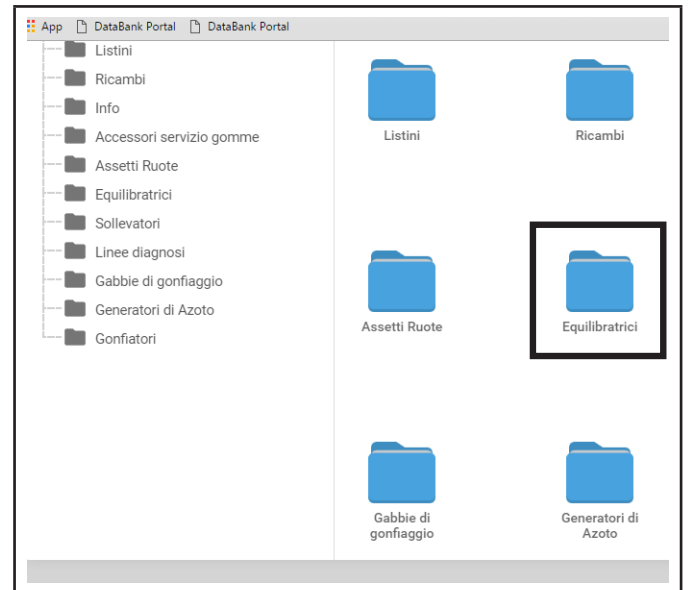 App DataBank Portal DataBank Portal
Listini
Ricambi
Info
Accessori servizio gomme
Assetti Ruote
Equilibratrici
Sollevatori
Linee diagnosi
Gabbie di gonfiaggio
Generatori di Azoto
Gonfiatori
Listini
Ricambi
Assetti Ruote
Equilibratrici
Gabbie di
gonfiaggio
Generatori di
Azoto